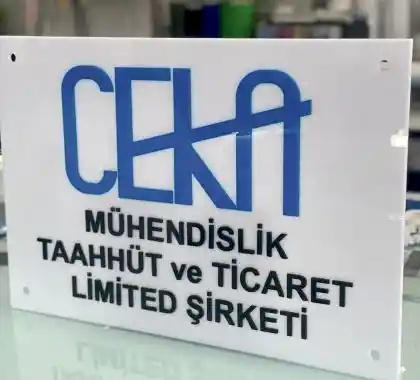 CEKA
MÜHENDİSLİK
TAAHHÜT ve TİCARET
LİMİTED ŞİRKETİ